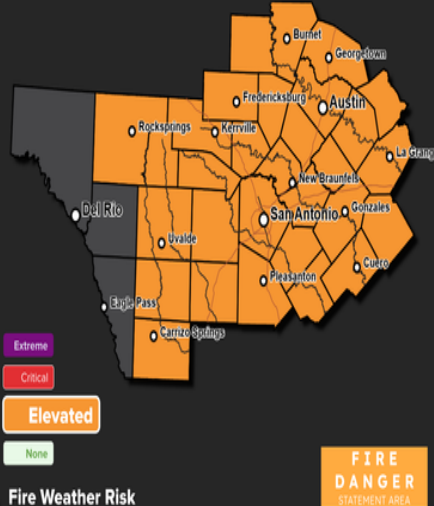 Burnet
Georgetown
Fredericksburg
Austin
Rocksprings
Kerrville
La Grang
New Braunfels
Del Rio
San Antonio
Gonzales
Uvalde
Cuero
Pleasanton
Eagle Pass
Carrizo Springs
Extreme
Critical
Elevated
None
Fire Weather Risk
FIRE
DANGER
STATEMENT AREA